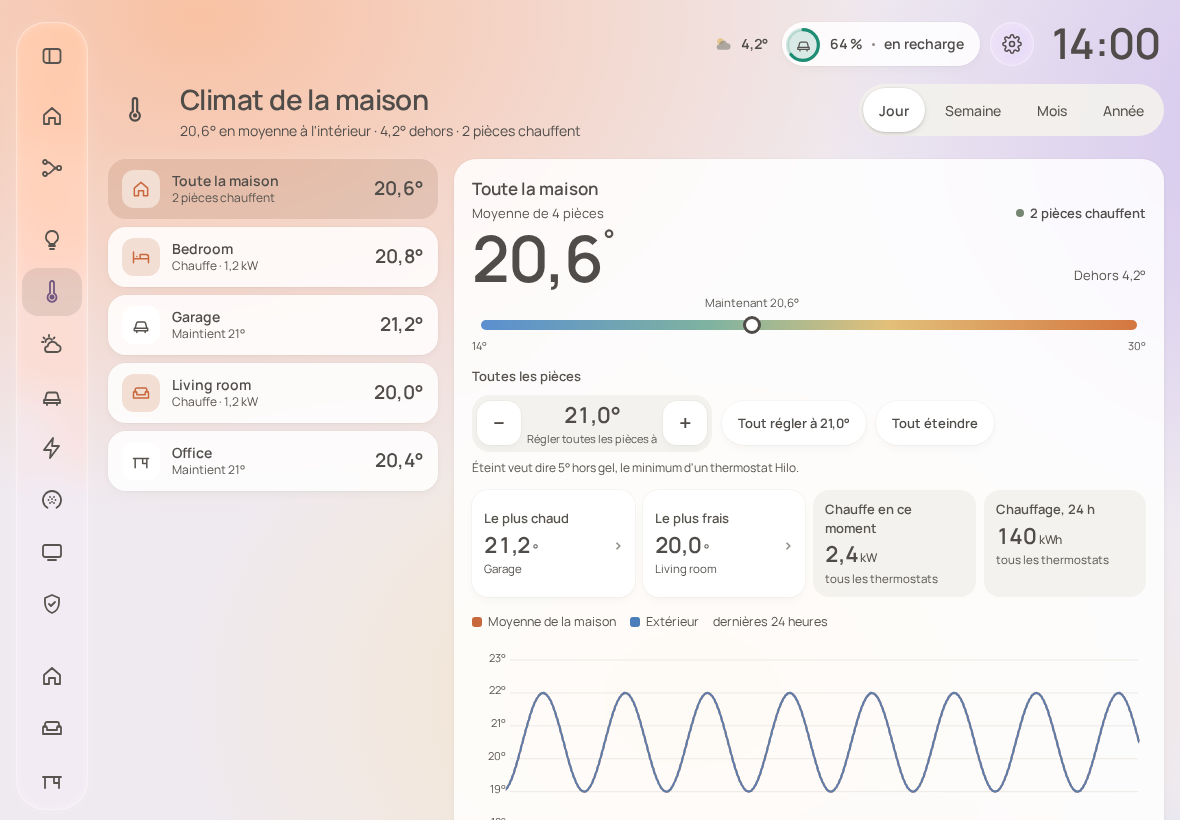 4,2°
64 % • en recharge
14:00
Climat de la maison
20,6° en moyenne à l'intérieur · 4,2° dehors · 2 pièces chauffent
Jour
Semaine
Mois
Année
Toute la maison
2 pièces chauffent
20,6°
Bedroom
Chauffe · 1,2 kW
20,8°
Garage
Maintient 21°
21,2°
Living room
Chauffe · 1,2 kW
20,0°
Office
Maintient 21°
20,4°
Toute la maison
Moyenne de 4 pièces
2 pièces chauffent
20,6°
Dehors 4,2°
Maintenant 20,6°
14°
30°
Toutes les pièces
−
21,0°
Régler toutes les pièces à
+
Tout régler à 21,0°
Tout éteindre
Éteint veut dire 5° hors gel, le minimum d'un thermostat Hilo.
Le plus chaud
21,2°
Garage
Le plus frais
20,0°
Living room
Chauffe en ce
moment
2,4 kW
tous les thermostats
Chauffage, 24 h
140 kWh
tous les thermostats
Moyenne de la maison
Extérieur
dernières 24 heures
23°
22°
21°
20°
19°